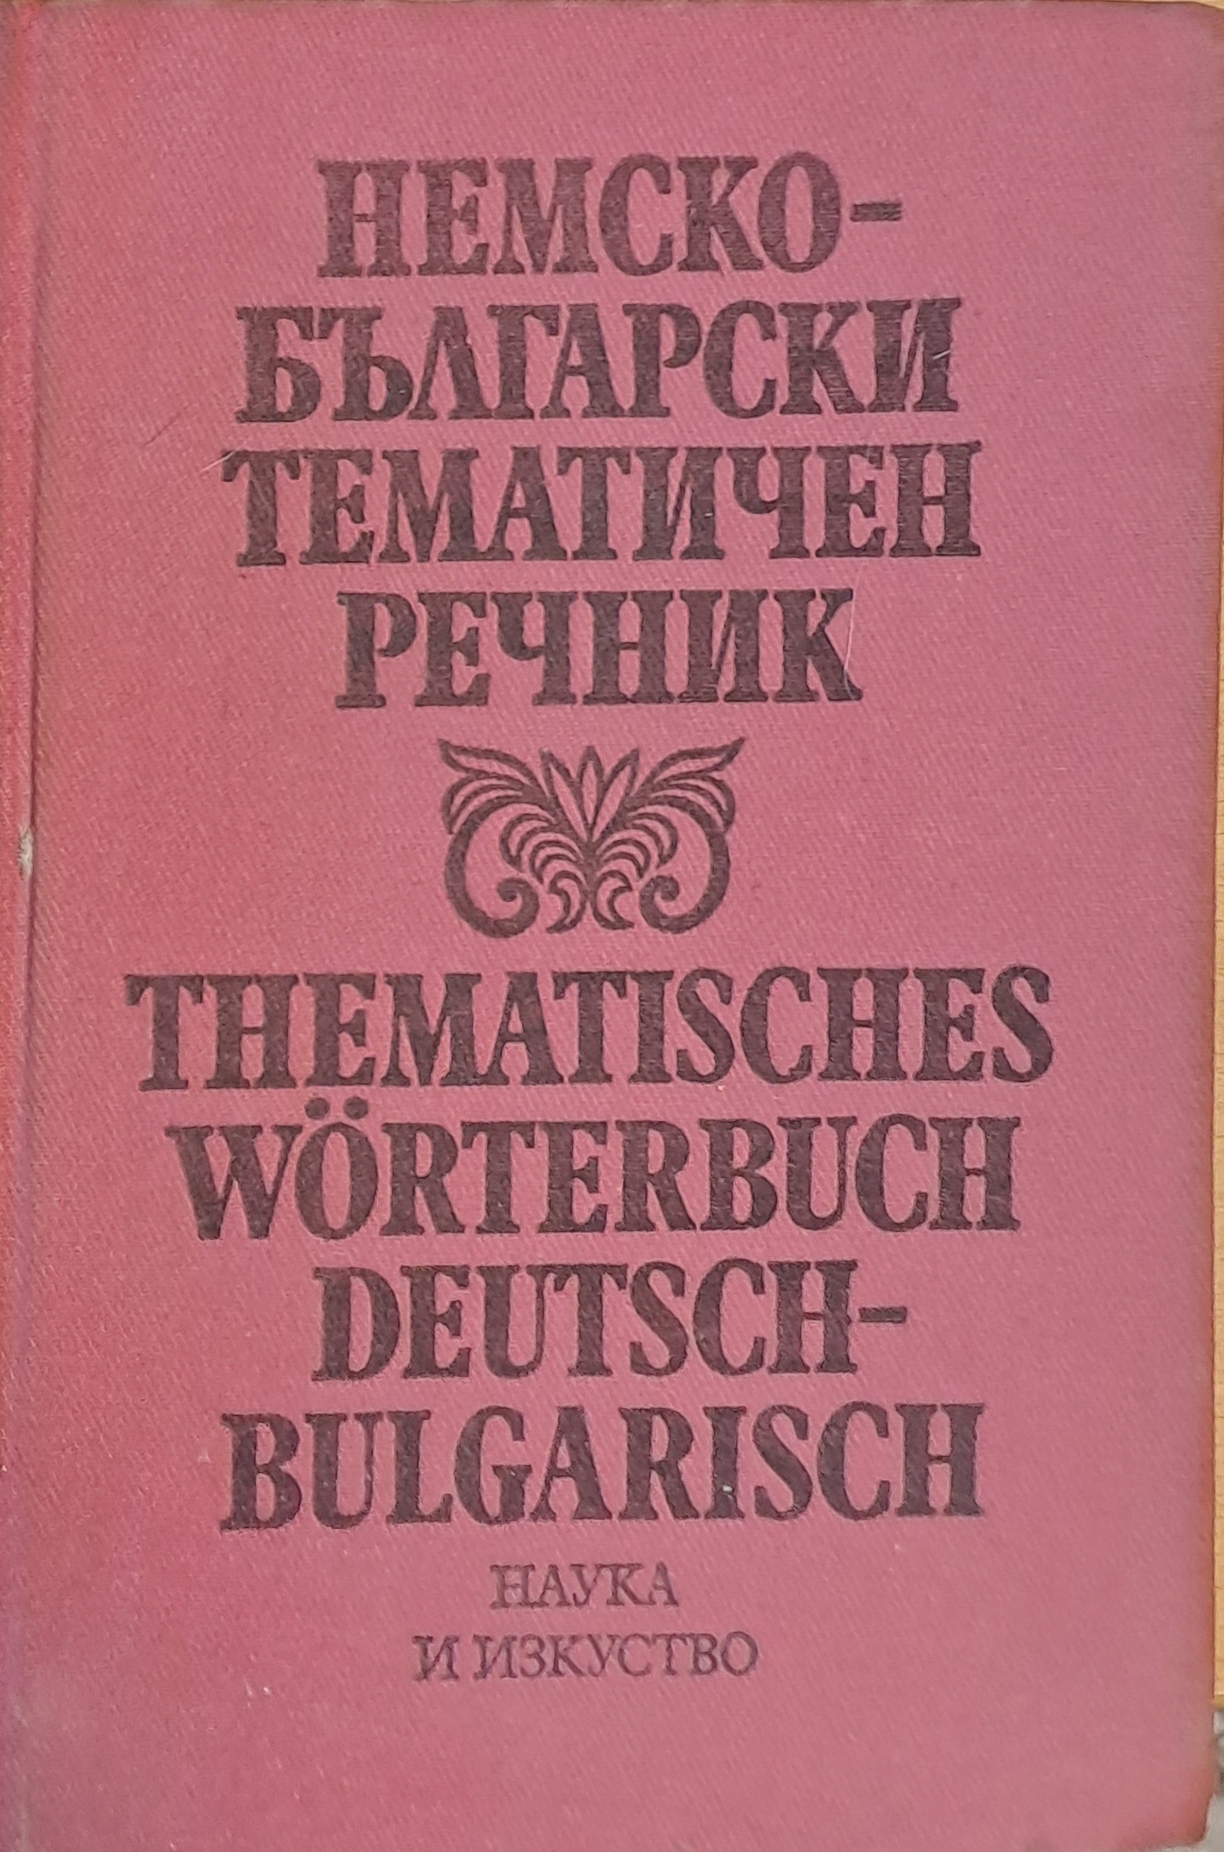 НЕМСКО-
БЪЛГАРСКИ
ТЕМАТИЧЕН
РЕЧНИК
THEMATISCHES
WÖRTERBUCH
DEUTSCH-
BULGARISCH
НАУКА
И ИЗКУСТВО